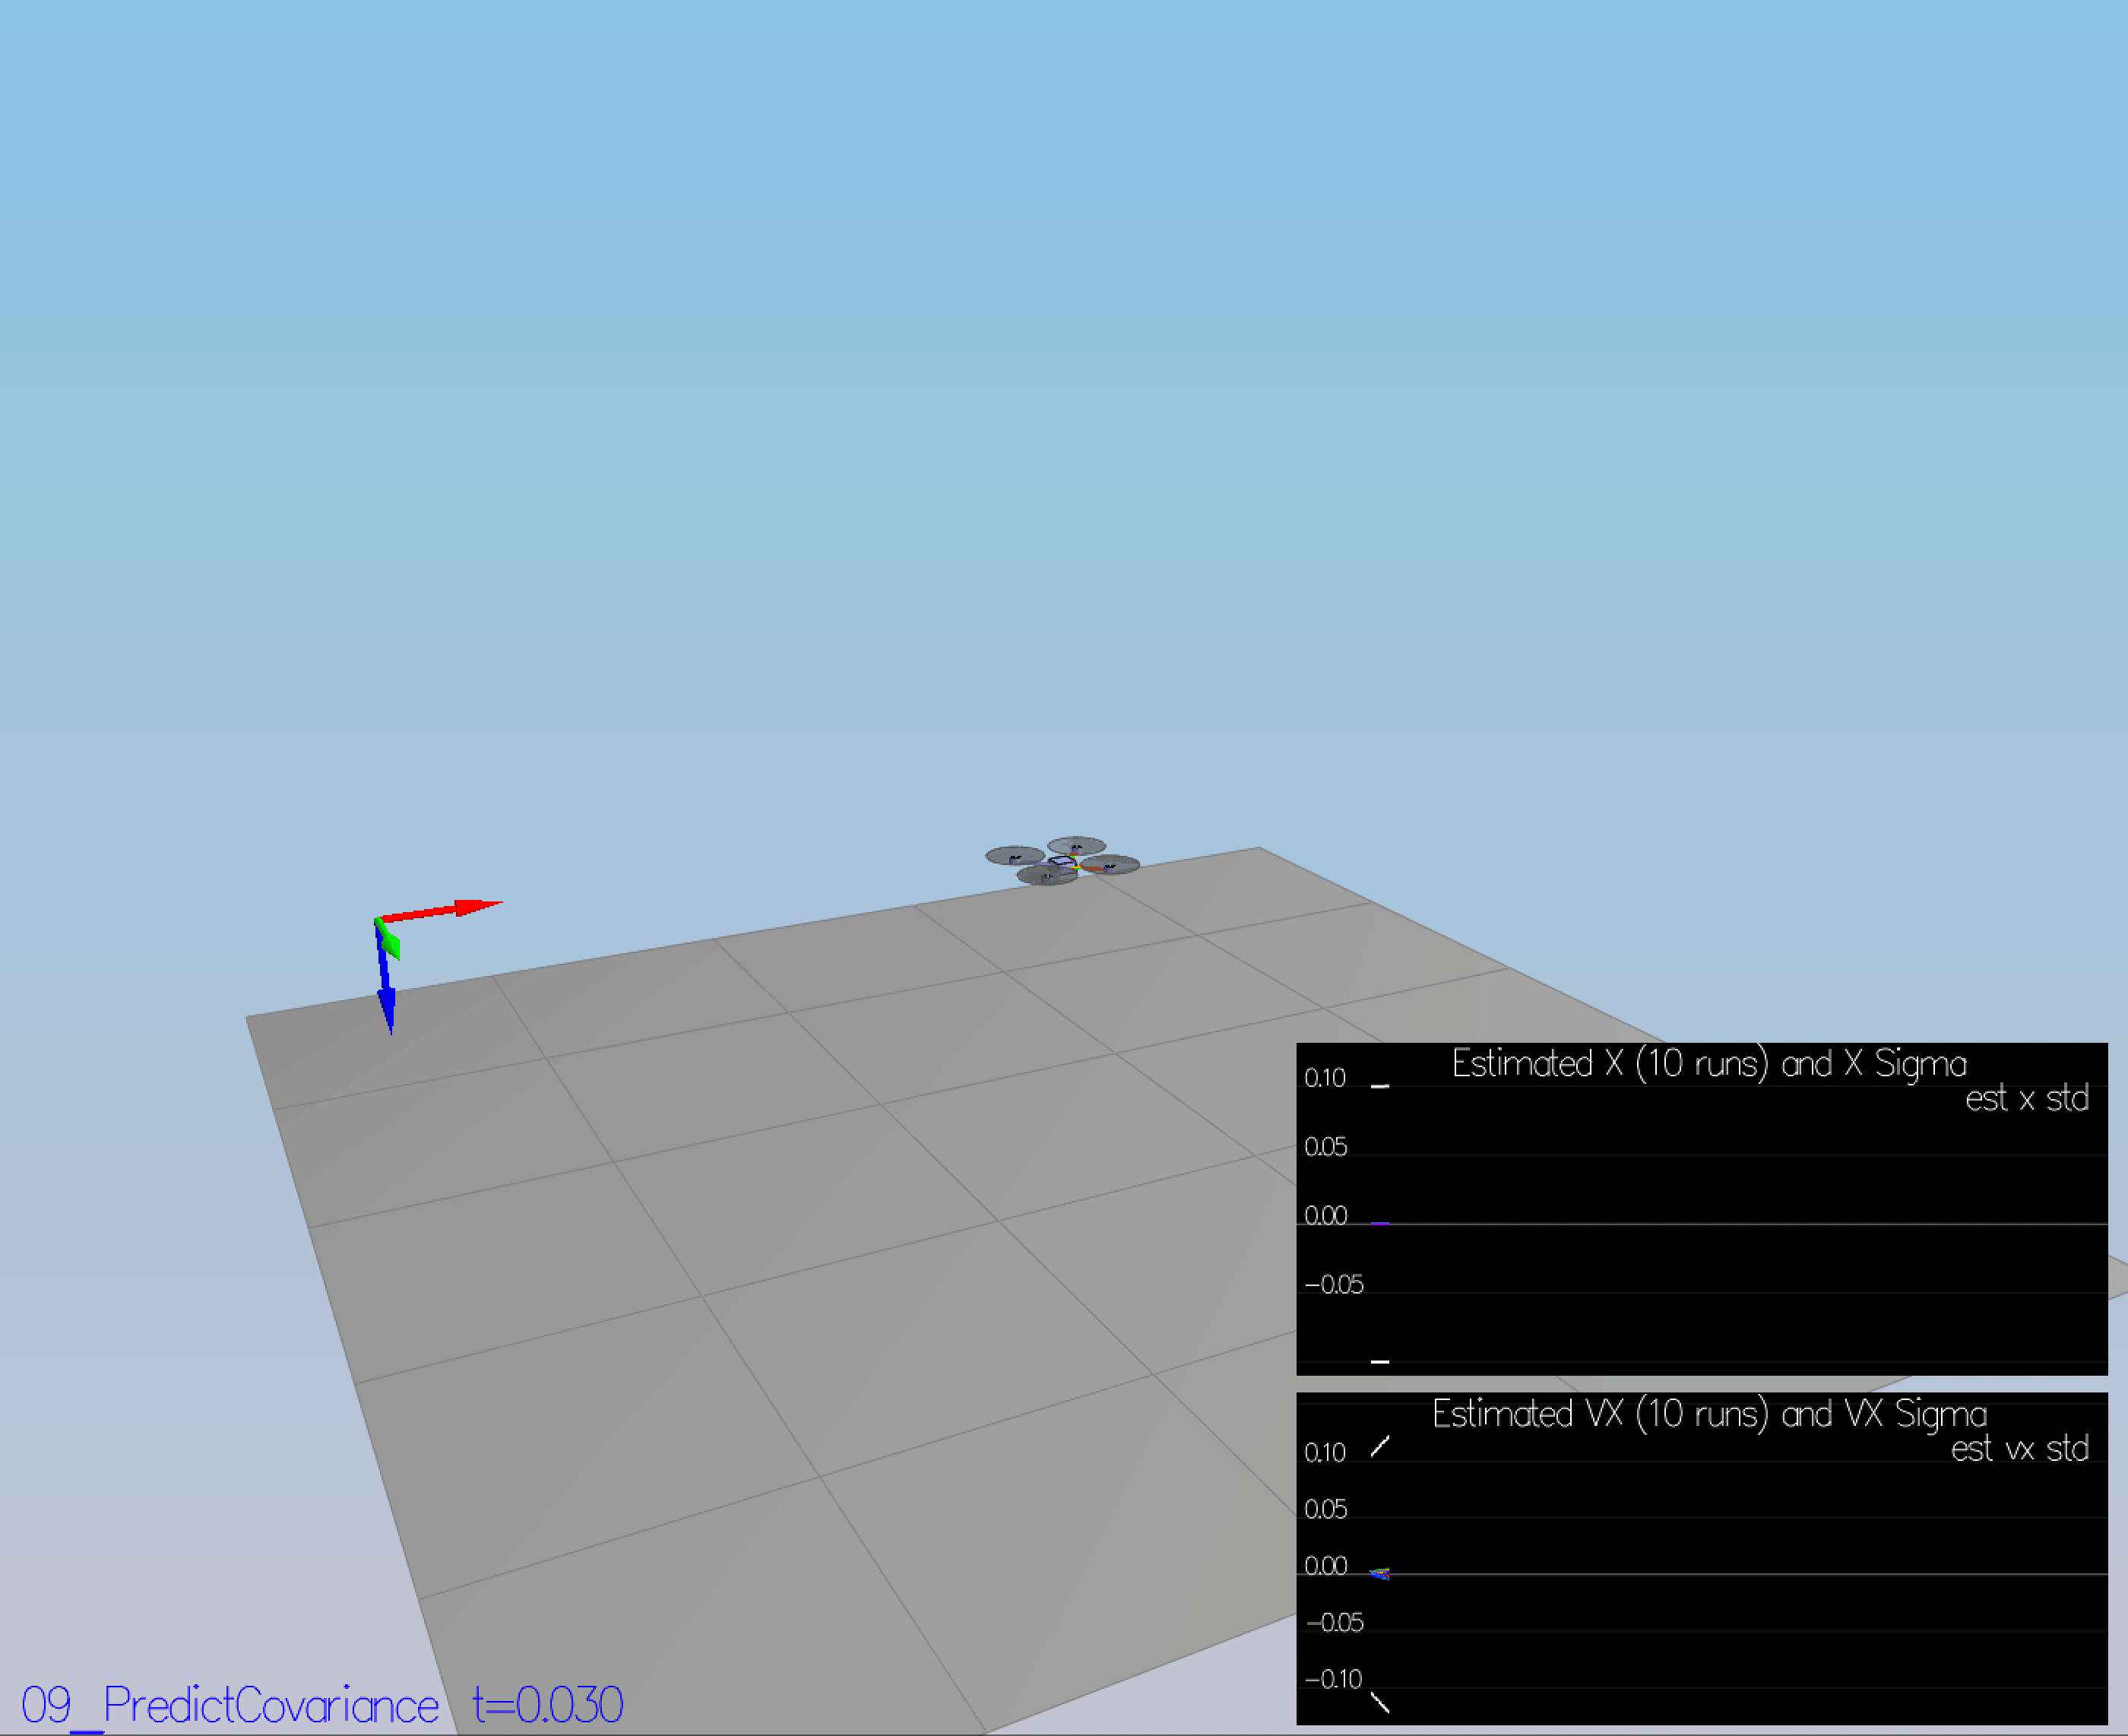 Estimated X (10 runs) and X Sigma
est x std
0.10
0.05
0.00
-0.05
Estimated VX (10 runs) and VX Sigma
est vx std
0.10
0.05
0.00
-0.05
-0.10
09_PredictCovariance t=0.030